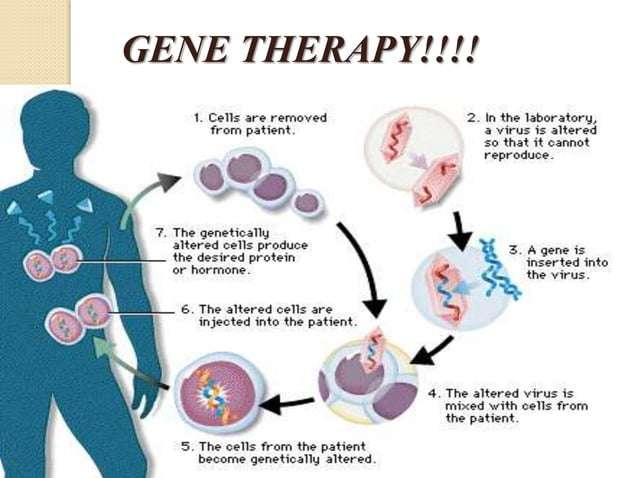 GENE THERAPY!!!!
1. Cells are removed
from patient.
2. In the laboratory,
a virus is altered
so that it cannot
reproduce.
3. A gene is
inserted into
the virus.
4. The altered virus is
mixed with cells from
the patient.
5. The cells from the patient
become genetically altered.
6. The altered cells are
injected into the patient.
7. The genetically
altered cells produce
the desired protein
or hormone.